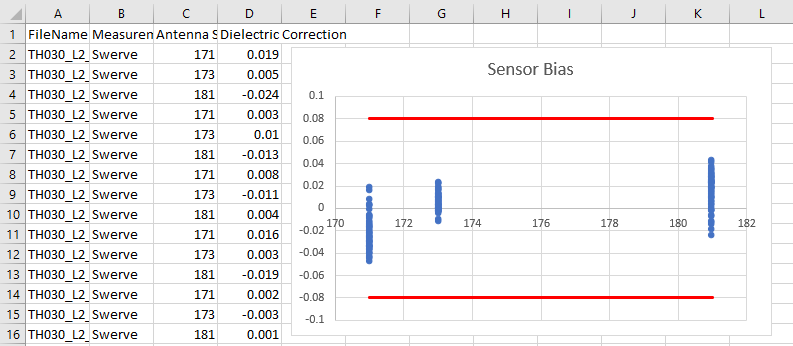 A B C D E F G H I J K L
1 FileName Measuren Antenna S Dielectric Correction
2 TH030_L2_ Swerve 171 0.019
3 TH030_L2_ Swerve 173 0.005
4 TH030_L2_ Swerve 181 -0.024
5 TH030_L2_ Swerve 171 0.003
6 TH030_L2_ Swerve 173 0.01
7 TH030_L2_ Swerve 181 -0.013
8 TH030_L2_ Swerve 171 0.008
9 TH030_L2_ Swerve 173 -0.011
10 TH030_L2_ Swerve 181 0.004
11 TH030_L2_ Swerve 171 0.016
12 TH030_L2_ Swerve 173 0.003
13 TH030_L2_ Swerve 181 -0.019
14 TH030_L2_ Swerve 171 0.002
15 TH030_L2_ Swerve 173 -0.003
16 TH030_L2_ Swerve 181 0.001
Sensor Bias
0.1
0.08
0.06
0.04
0.02
0
170 172 174 176 178 180 182
-0.02
-0.04
-0.06
-0.08
-0.1